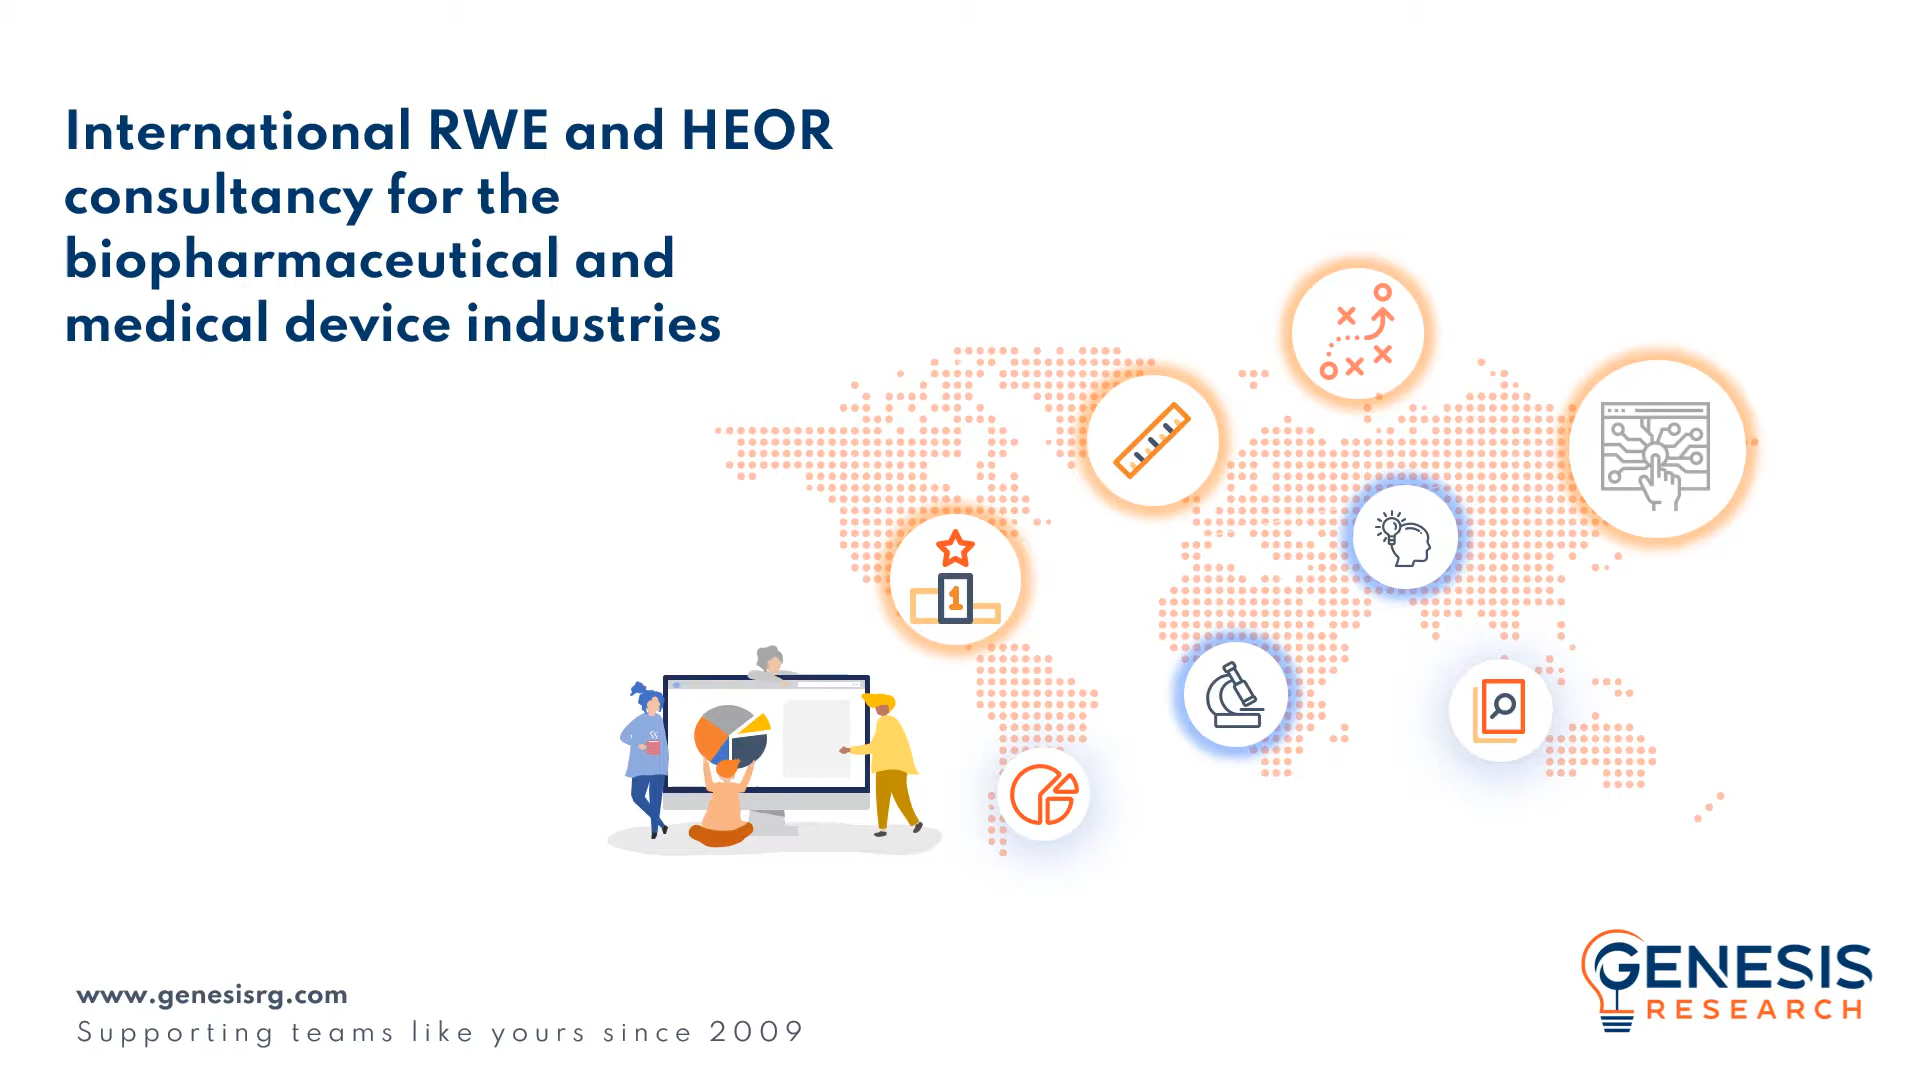 International RWE and HEOR
consultancy for the
biopharmaceutical and
medical device industries
1
www.genesisrg.com
Supporting teams like yours since 2009
GENESIS
RESEARCH